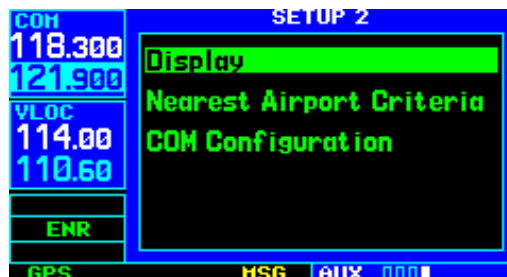 COM
118.300
121.900
VLOC
114.00
110.60
ENR
SETUP 2
Display
Nearest Airport Criteria
COM Configuration
GPS
MSG
AUX